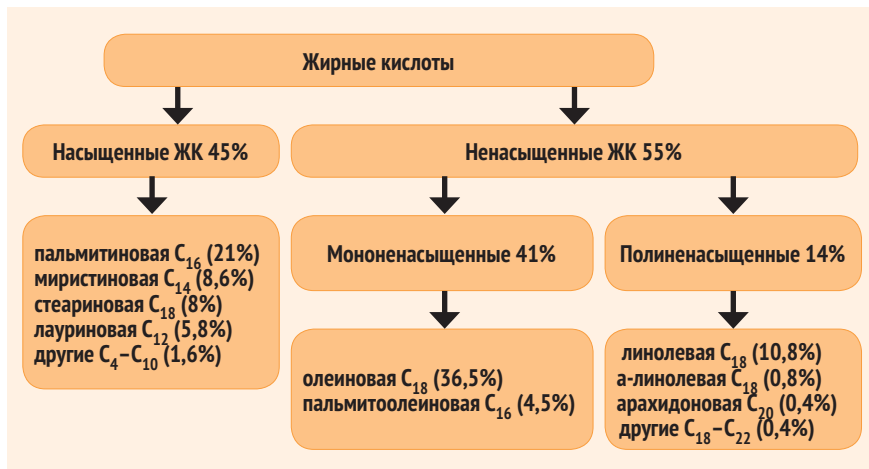 Жирные кислоты
Насыщенные ЖК 45%
Ненасыщенные ЖК 55%
пальмитиновая C₁₆ (21%)
миристиновая C₁₄ (8,6%)
стеариновая C₁₈ (8%)
лауриновая C₁₂ (5,8%)
другие C₄–C₁₀ (1,6%)
Мононенасыщенные 41%
Полиненасыщенные 14%
олеиновая C₁₈ (36,5%)
пальмитоолеиновая C₁₆ (4,5%)
линолевая C₁₈ (10,8%)
а-линолевая C₁₈ (0,8%)
арахидоновая C₂₀ (0,4%)
другие C₁₈–C₂₂ (0,4%)